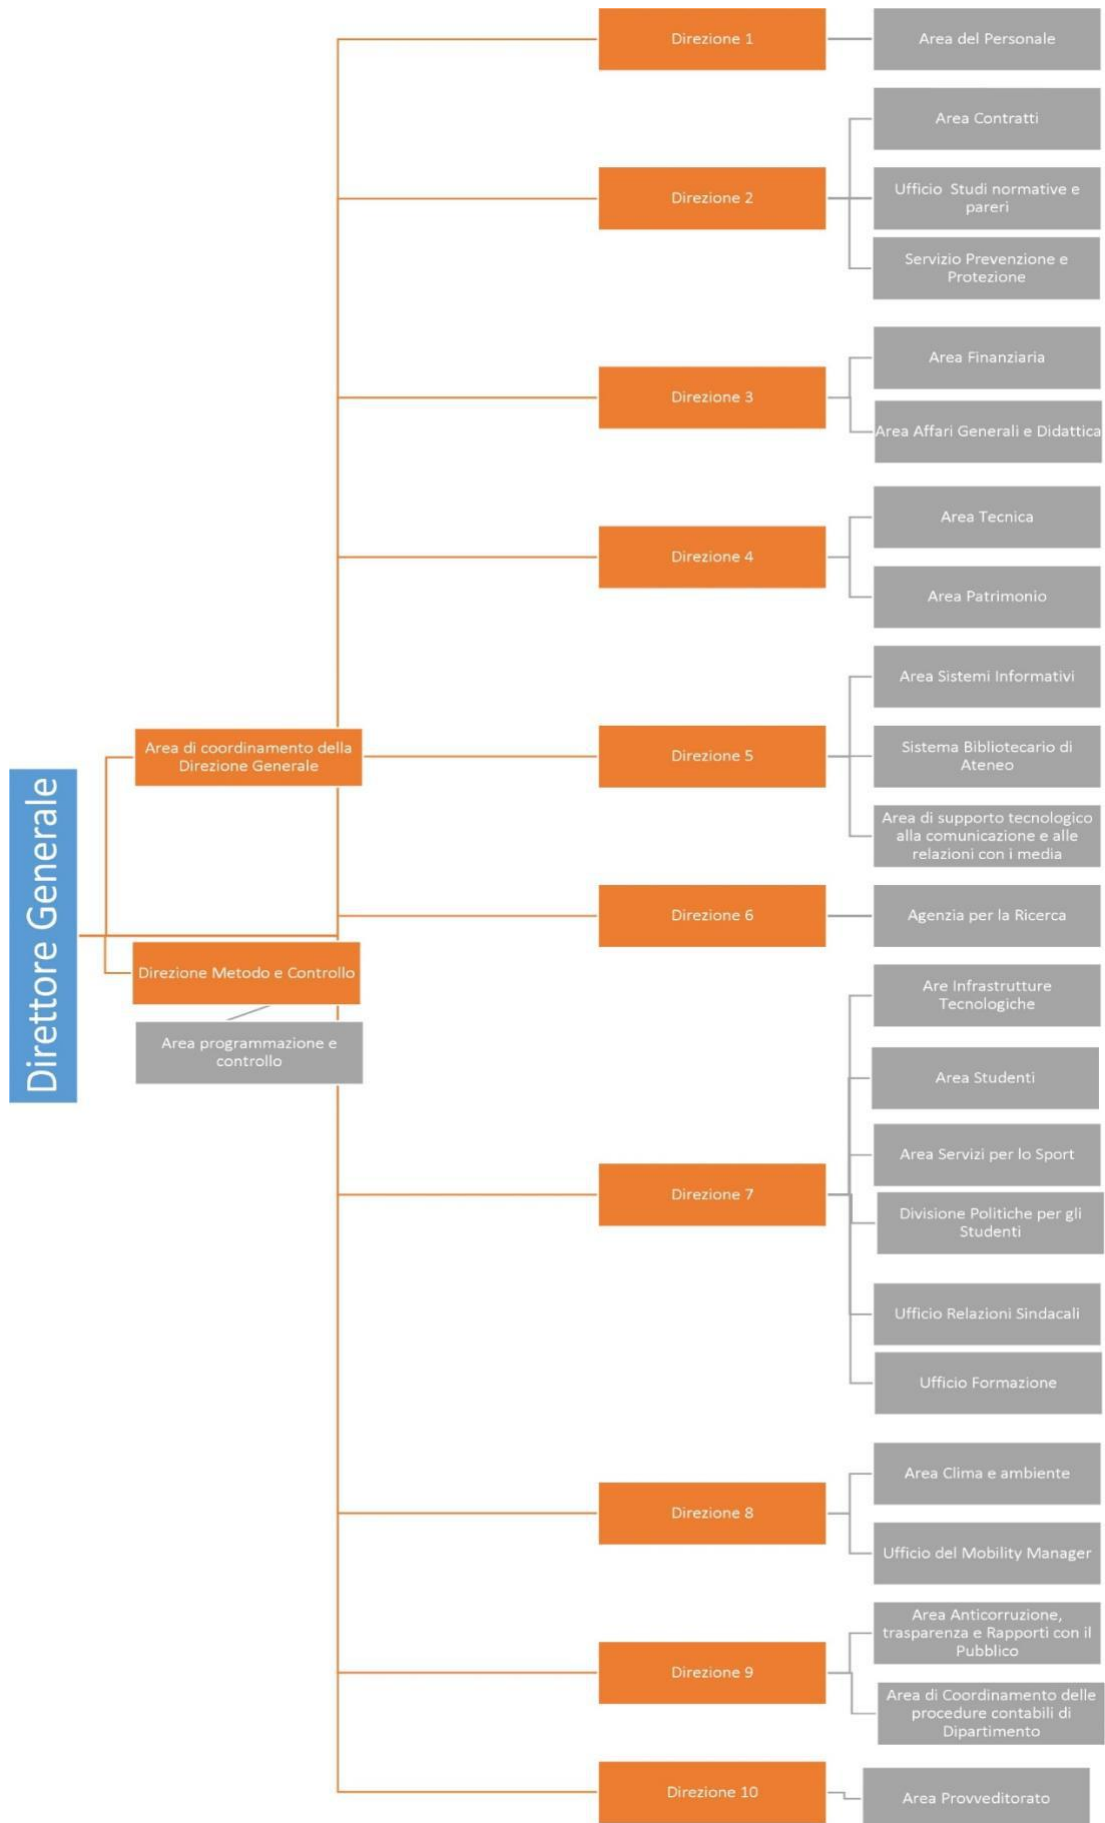 Direttore Generale
Area di coordinamento della
Direzione Generale
Direzione Metodo e Controllo
Area programmazione e
controllo
Direzione 1
Area del Personale
Direzione 2
Area Contratti
Ufficio Studi normative e
pareri
Servizio Prevenzione e
Protezione
Direzione 3
Area Finanziaria
Area Affari Generali e Didattica
Direzione 4
Area Tecnica
Area Patrimonio
Direzione 5
Area Sistemi Informativi
Sistema Bibliotecario di
Ateneo
Area di supporto tecnologico
alla comunicazione e alle
relazioni con i media
Direzione 6
Agenzia per la Ricerca
Direzione 7
Are Infrastrutture
Tecnologiche
Area Studenti
Area Servizi per lo Sport
Divisione Politiche per gli
Studenti
Ufficio Relazioni Sindacali
Ufficio Formazione
Direzione 8
Area Clima e ambiente
Ufficio del Mobility Manager
Direzione 9
Area Anticorruzione,
trasparenza e Rapporti con il
Pubblico
Area di Coordinamento delle
procedure contabili di
Dipartimento
Direzione 10
Area Provveditorato